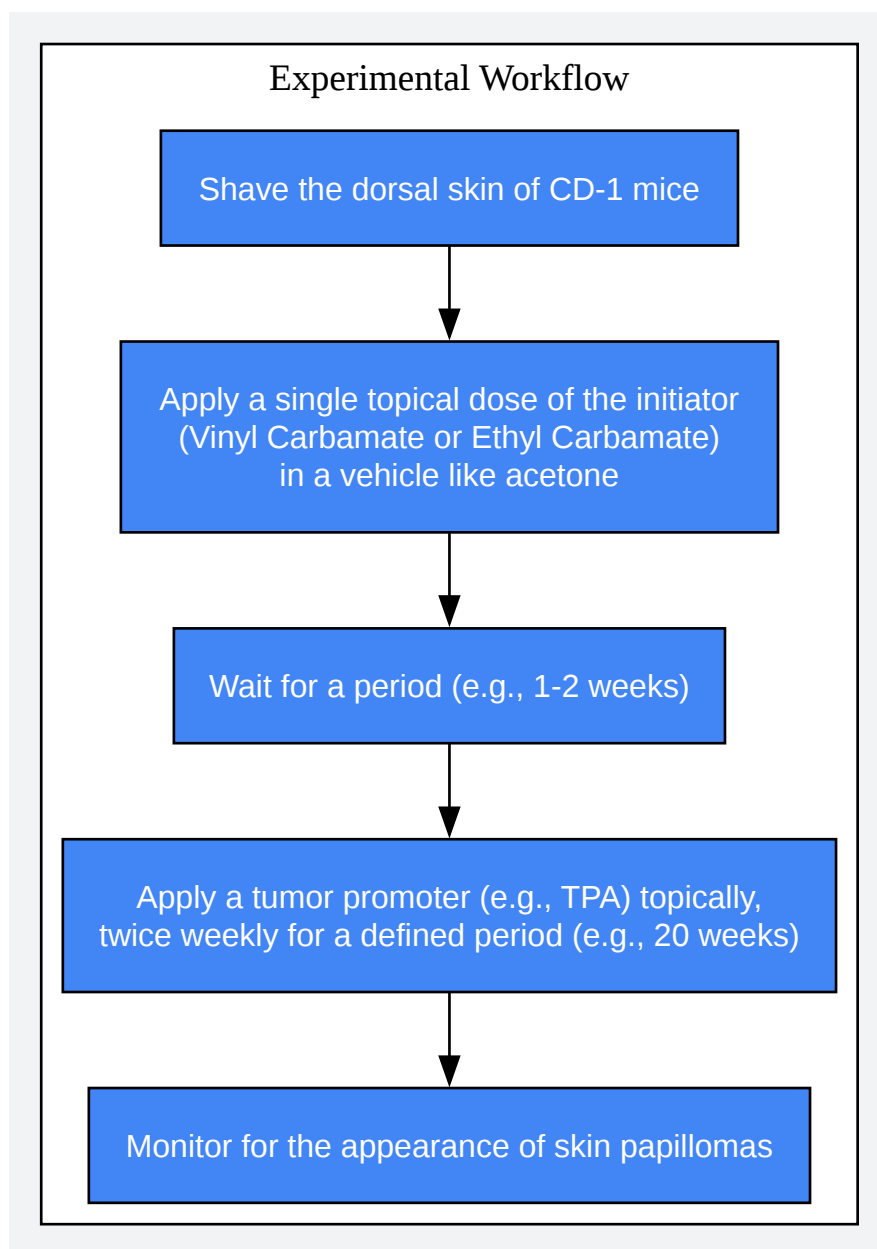 Experimental Workflow
Shave the dorsal skin of CD-1 mice
Apply a single topical dose of the initiator
(Vinyl Carbamate or Ethyl Carbamate)
in a vehicle like acetone
Wait for a period (e.g., 1-2 weeks)
Apply a tumor promoter (e.g., TPA) topically,
twice weekly for a defined period (e.g., 20 weeks)
Monitor for the appearance of skin papillomas